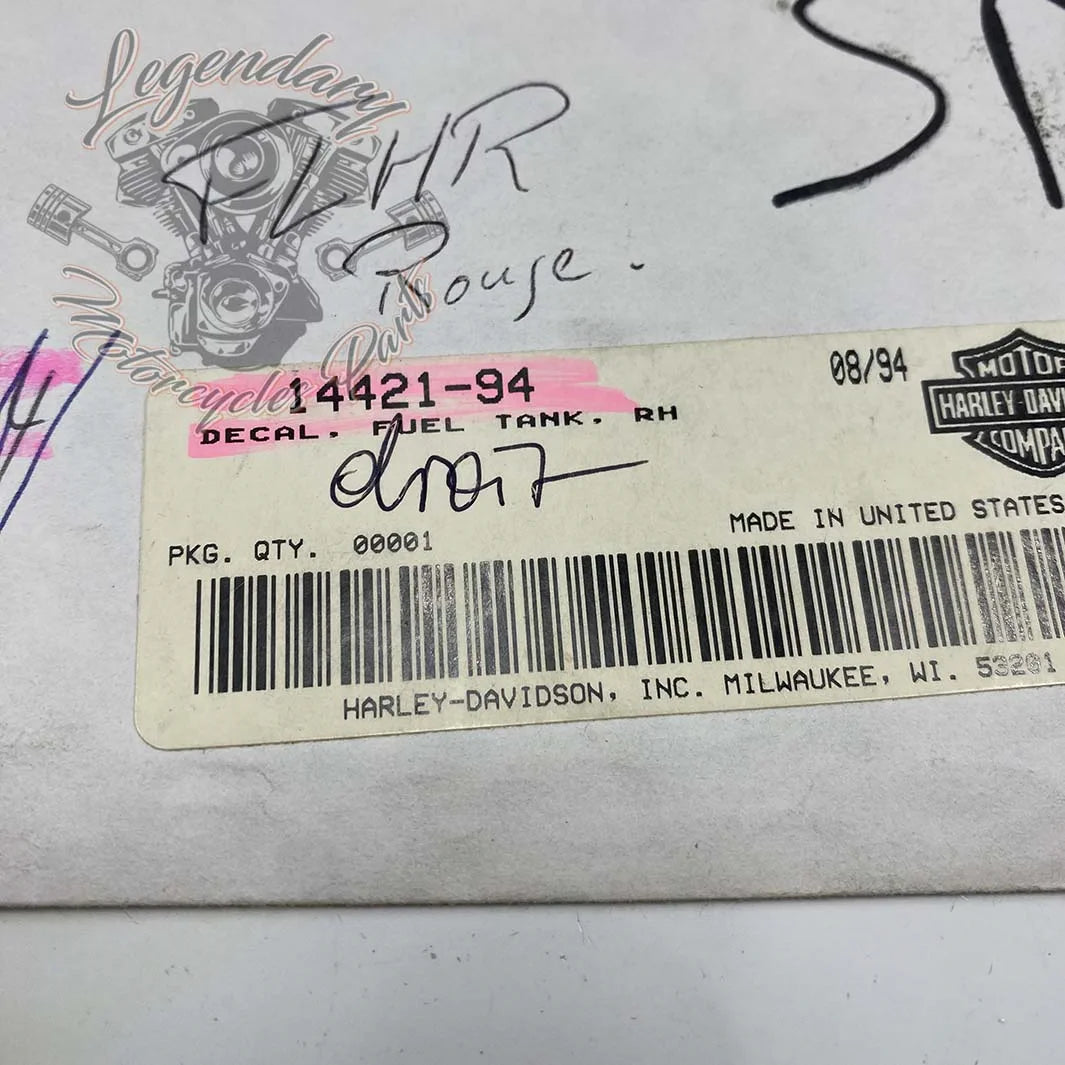 Legendary
Motorcycle Parts
FLHR
Rouge.
14421-94
DECAL, FUEL TANK, RH
droit
08/94
MOTOR
HARLEY-DAV
COMPA
PKG. QTY. 00001
MADE IN UNITED STATES
HARLEY-DAVIDSON, INC. MILWAUKEE, WI. 53201